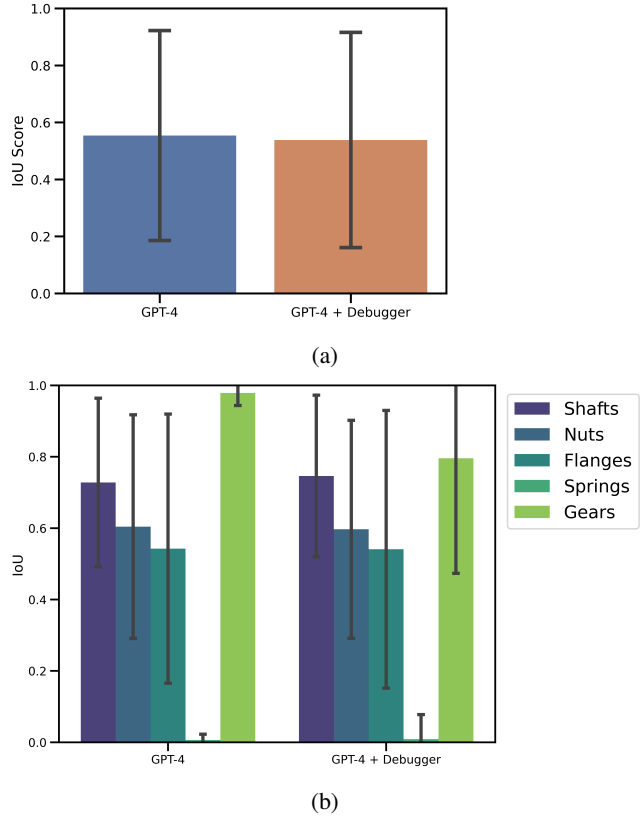 1.0
0.8
0.6
0.4
0.2
0.0
IoU Score
GPT-4
GPT-4 + Debugger
(a)
1.0
0.8
0.6
0.4
0.2
0.0
IoU
GPT-4
GPT-4 + Debugger
Shafts
Nuts
Flanges
Springs
Gears
(b)